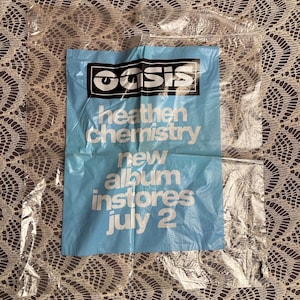 oasis
heathen
chemistry
new
album
instores
july 2